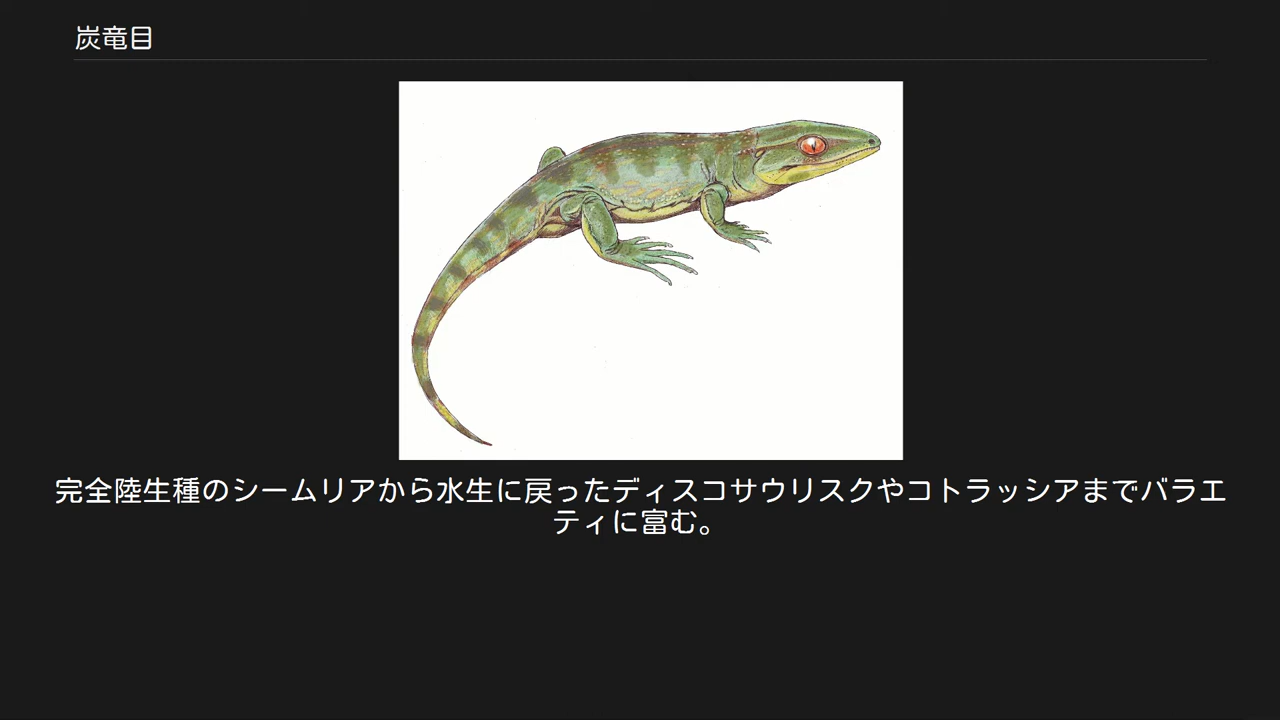 炭竜目
完全陸生種のシームリアから水生に戻ったディスコサウリスクやコトラッシアまでバラエ
ティに富む。